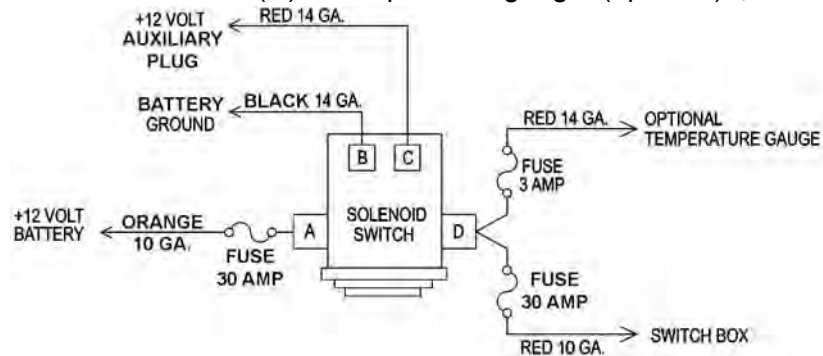 +12 VOLT
AUXILIARY
PLUG
RED 14 GA.
BATTERY
GROUND
BLACK 14 GA.
B
C
RED 14 GA.
OPTIONAL
TEMPERATURE GAUGE
FUSE
3 AMP
+12 VOLT
BATTERY
ORANGE
10 GA.
FUSE
30 AMP
A
SOLENOID
SWITCH
D
FUSE
30 AMP
RED 10 GA.
SWITCH BOX